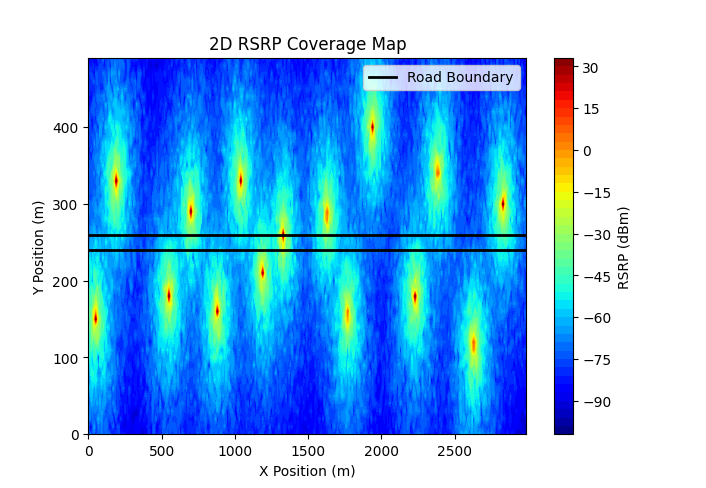 2D RSRP Coverage Map
Road Boundary
Y Position (m)
400
300
200
100
0
0 500 1000 1500 2000 2500
X Position (m)
30
15
0
−15
−30
−45
−60
−75
−90
RSRP (dBm)